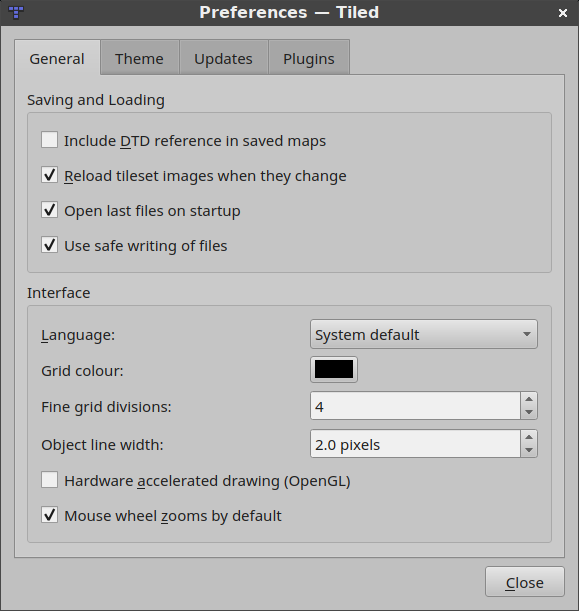 Preferences — Tiled
General Theme Updates Plugins
Saving and Loading
Include DTD reference in saved maps
Reload tileset images when they change
Open last files on startup
Use safe writing of files
Interface
Language: System default
Grid colour:
Fine grid divisions: 4
Object line width: 2.0 pixels
Hardware accelerated drawing (OpenGL)
Mouse wheel zooms by default
Close